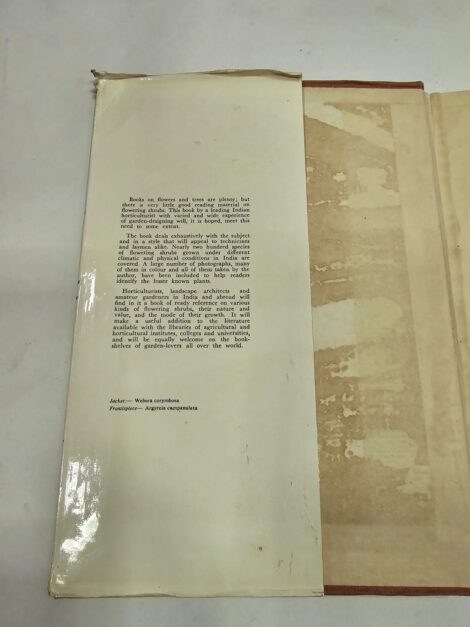 Books on flowers and trees are plenty; but
there is very little good reading material on
flowering shrubs. This book by a leading Indian
horticulturist with varied and wide experience
of garden-designing will, it is hoped, meet this
need to some extent.
The book deals exhaustively with the subject
and in a style that will appeal to technicians
and laymen alike. Nearly two hundred species
of flowering shrubs grown under different
climatic and physical conditions in India are
covered. A large number of photographs, many
of them in colour and all of them taken by the
author, have been included to help readers
identify the lesser known plants.
Horticulturists, landscape architects and
amateur gardeners in India and abroad will
find in it a book of ready reference on various
kinds of flowering shrubs, their nature and
value, and the mode of their growth. It will
make a useful addition to the literature
available with the libraries of agricultural and
horticultural institutes, colleges and universities,
and will be equally welcome on the book-
shelves of garden-lovers all over the world.
Jacket:— Webera corymbosa
Frontispiece— Argyreia campanulata